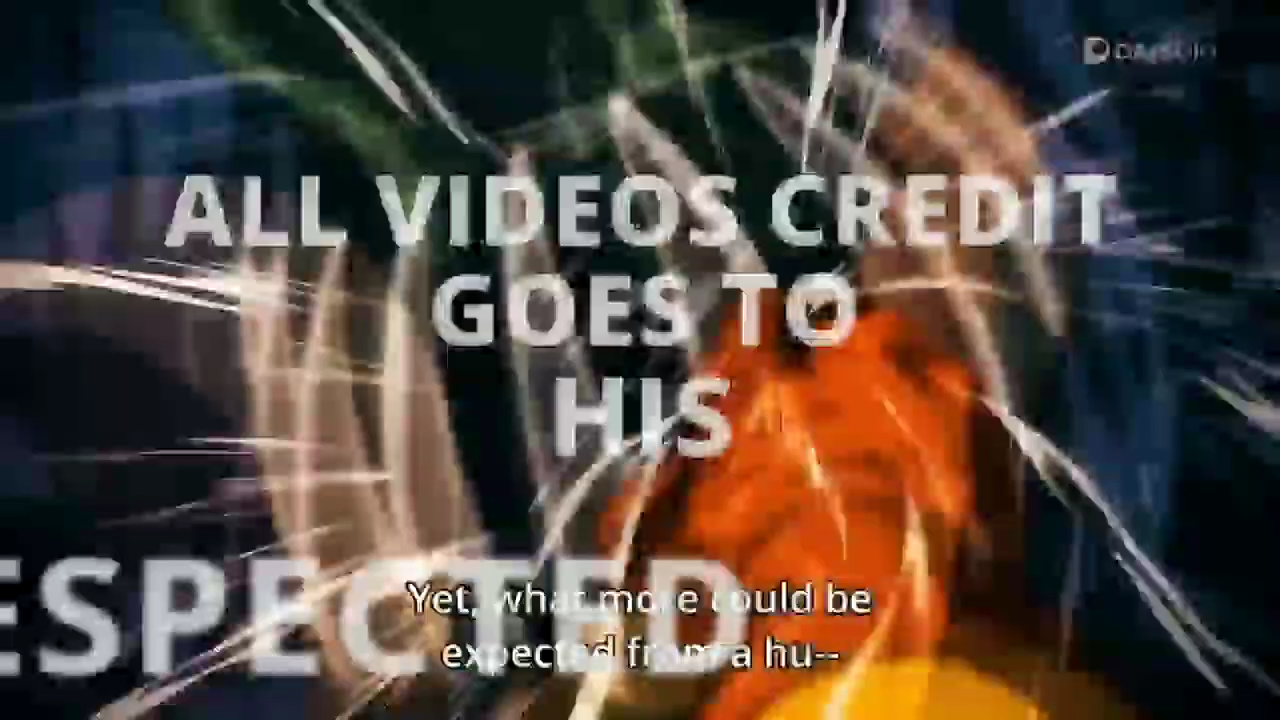 ALL VIDEOS CREDIT
GOES TO
HIS
ESPECTED
Yet, what more could be
expected from a hu--